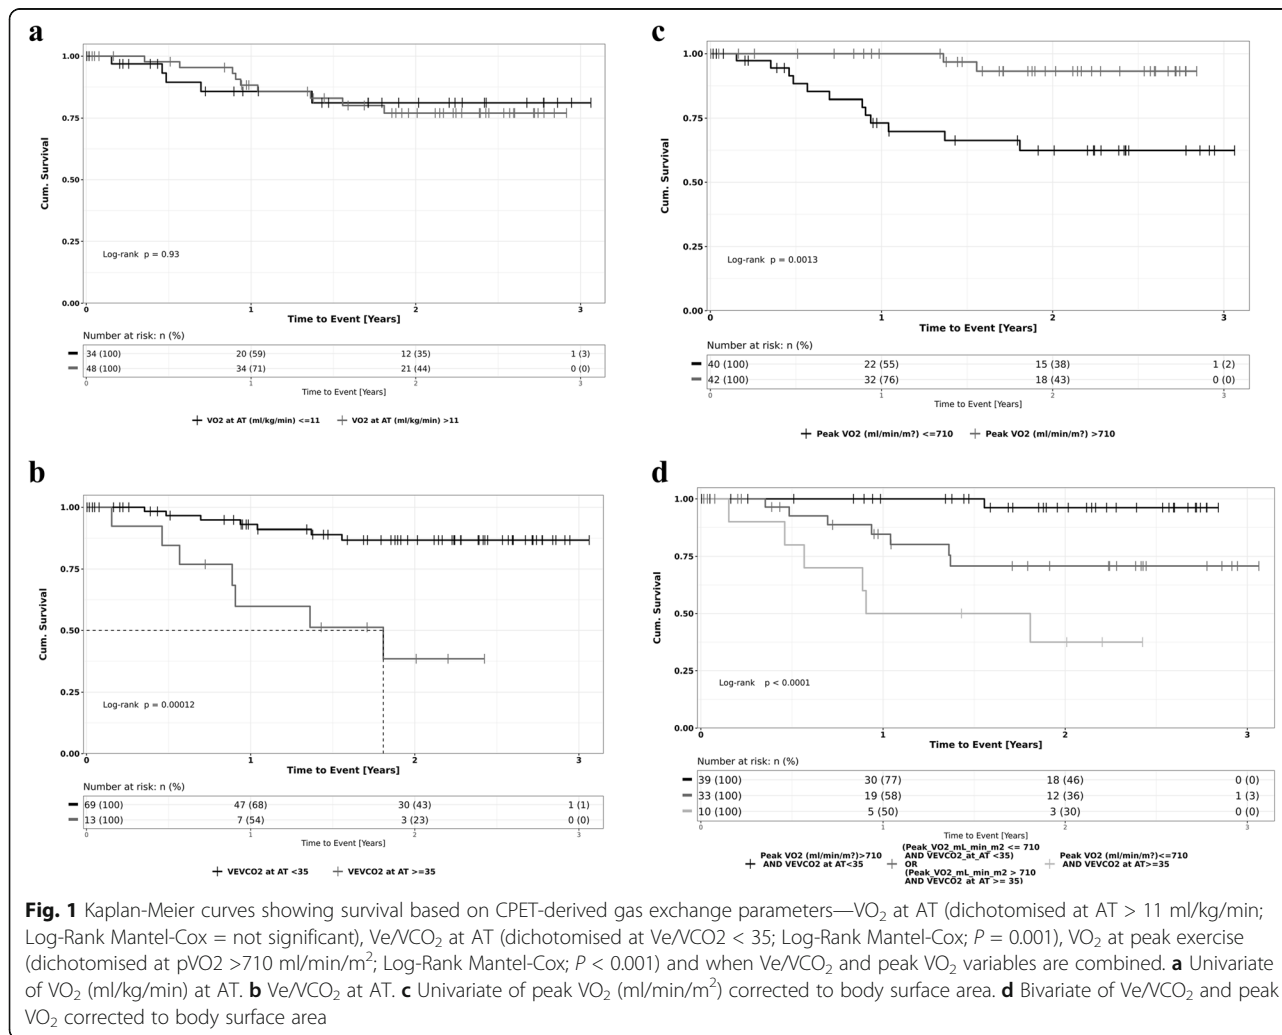 a
1.00
0.75
0.50
0.25
0.00
Cum. Survival
Log-rank p = 0.93
0 1 2 3
Time to Event [Years]
Number at risk: n (%)
34 (100) 20 (59) 12 (35) 1 (3)
48 (100) 34 (71) 21 (44) 0 (0)
0 1 2 3
Time to Event [Years]
VO2 at AT (ml/kg/min) <=11 VO2 at AT (ml/kg/min) >11
b
1.00
0.75
0.50
0.25
0.00
Cum. Survival
Log-rank p = 0.00012
0 1 2 3
Time to Event [Years]
Number at risk: n (%)
69 (100) 47 (68) 30 (43) 1 (1)
13 (100) 7 (54) 3 (23) 0 (0)
0 1 2 3
Time to Event [Years]
VEVCO2 at AT <35 VEVCO2 at AT >=35
c
1.00
0.75
0.50
0.25
0.00
Cum. Survival
Log-rank p = 0.0013
0 1 2 3
Time to Event [Years]
Number at risk: n (%)
40 (100) 22 (55) 15 (38) 1 (2)
42 (100) 32 (76) 18 (43) 0 (0)
0 1 2 3
Time to Event [Years]
Peak VO2 (ml/min/m?) <=710 Peak VO2 (ml/min/m?) >710
d
1.00
0.75
0.50
0.25
0.00
Cum. Survival
Log-rank p < 0.0001
0 1 2 3
Time to Event [Years]
Number at risk: n (%)
39 (100) 30 (77) 18 (46) 0 (0)
33 (100) 19 (58) 12 (36) 1 (3)
10 (100) 5 (50) 3 (30) 0 (0)
0 1 2 3
Time to Event [Years]
Peak VO2 (ml/min/m?)>710
AND VEVCO2 at AT<35
(Peak_VO2_mL_min_m2 <= 710
AND VEVCO2_at_AT <35)
OR
(Peak_VO2_mL_min_m2 > 710
AND VEVCO2_at_AT >= 35)
Peak VO2 (ml/min/m?)<=710
AND VEVCO2 at AT>=35
Fig. 1 Kaplan-Meier curves showing survival based on CPET-derived gas exchange parameters—VO₂ at AT (dichotomised at AT > 11 ml/kg/min;
Log-Rank Mantel-Cox = not significant), Ve/VCO₂ at AT (dichotomised at Ve/VCO2 < 35; Log-Rank Mantel-Cox; P = 0.001), VO₂ at peak exercise
(dichotomised at pVO2 >710 ml/min/m²; Log-Rank Mantel-Cox; P < 0.001) and when Ve/VCO₂ and peak VO₂ variables are combined. a Univariate
of VO₂ (ml/kg/min) at AT. b Ve/VCO₂ at AT. c Univariate of peak VO₂ (ml/min/m²) corrected to body surface area. d Bivariate of Ve/VCO₂ and peak
VO₂ corrected to body surface area